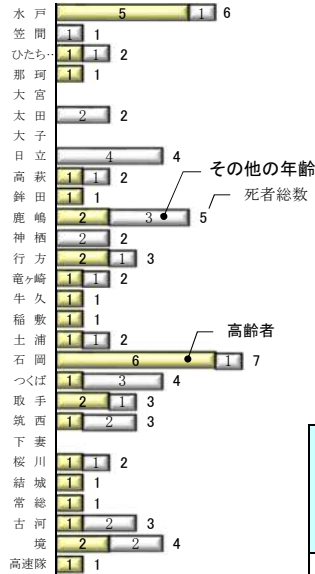 水 戸 5 1 6
笠 間 1 1
ひたち… 1 1 2
那 珂 1 1
大 宮
太 田 2 2
大 子
日 立 4 4
その他の年齢
高 萩 1 1 2
死者総数
鉾 田 1 1
鹿 嶋 2 3 5
神 栖 2 2
行 方 2 1 3
竜ヶ崎 1 1 2
牛 久 1 1
稲 敷 1 1
土 浦 1 1 2
高齢者
石 岡 6 1 7
つくば 1 3 4
取 手 2 1 3
筑 西 1 2 3
下 妻
桜 川 1 1 2
結 城 1 1
常 総 1 1
古 河 1 2 3
境 2 2 4
高速隊 1 1